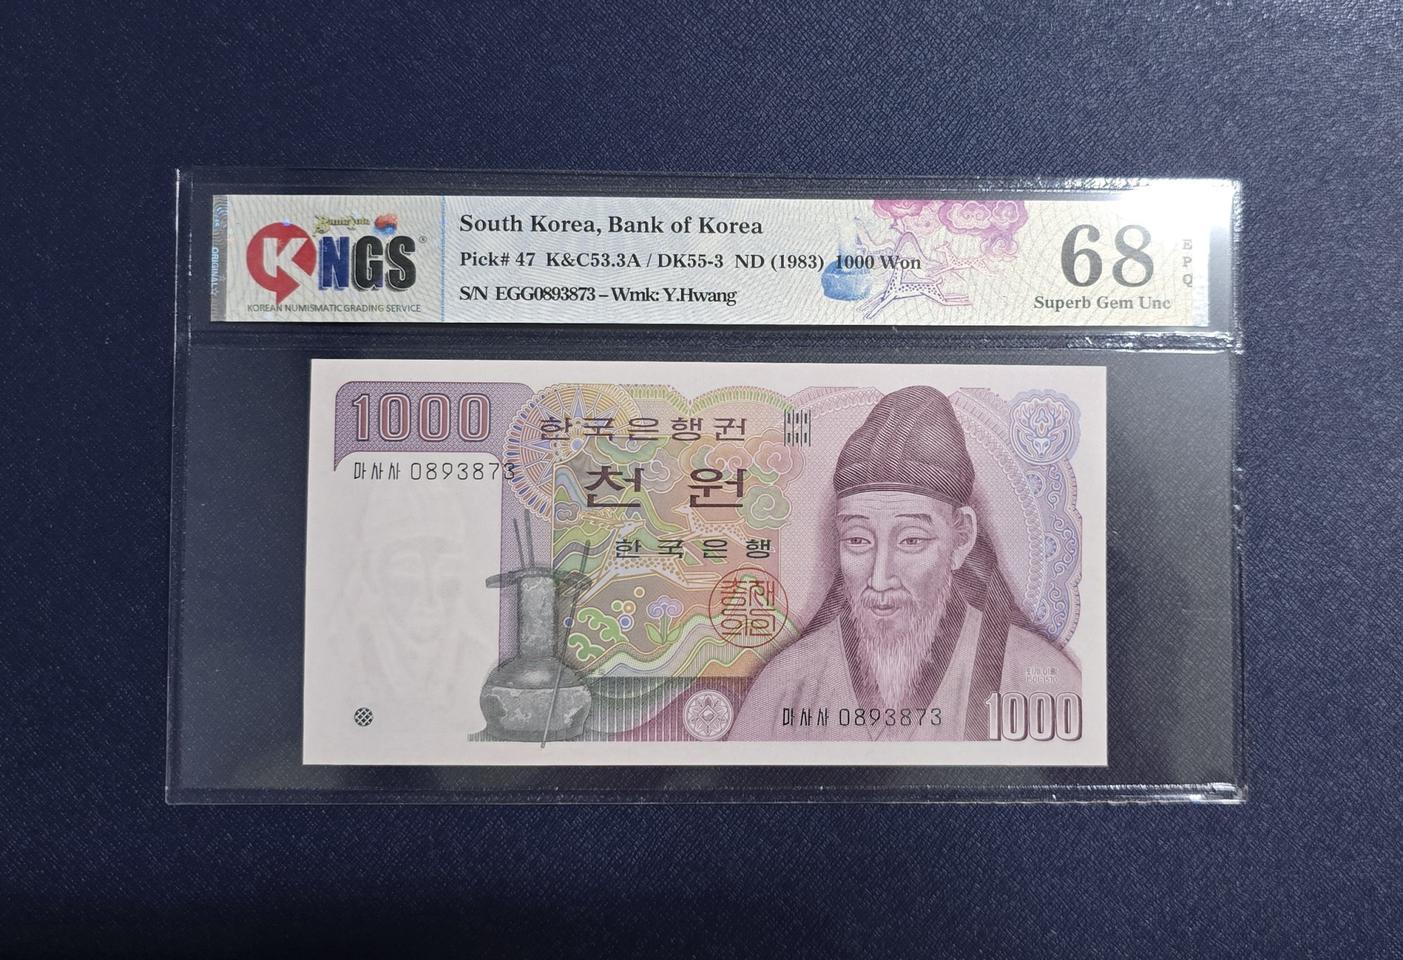 KNGS®
KOREAN NUMISMATIC GRADING SERVICE
ORIGINAL
South Korea, Bank of Korea
Pick# 47 K&C53.3A / DK55-3 ND (1983) 1000 Won
S/N EGG0893873 – Wmk: Y.Hwang
68
Superb Gem Unc
EPQ
1000
한국은행권
마사사 0893873
천 원
한국은행
총재의인
마사사 0893873
1000